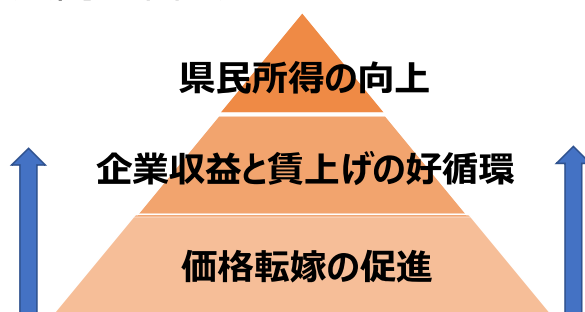 県民所得の向上
企業収益と賃上げの好循環
価格転嫁の促進